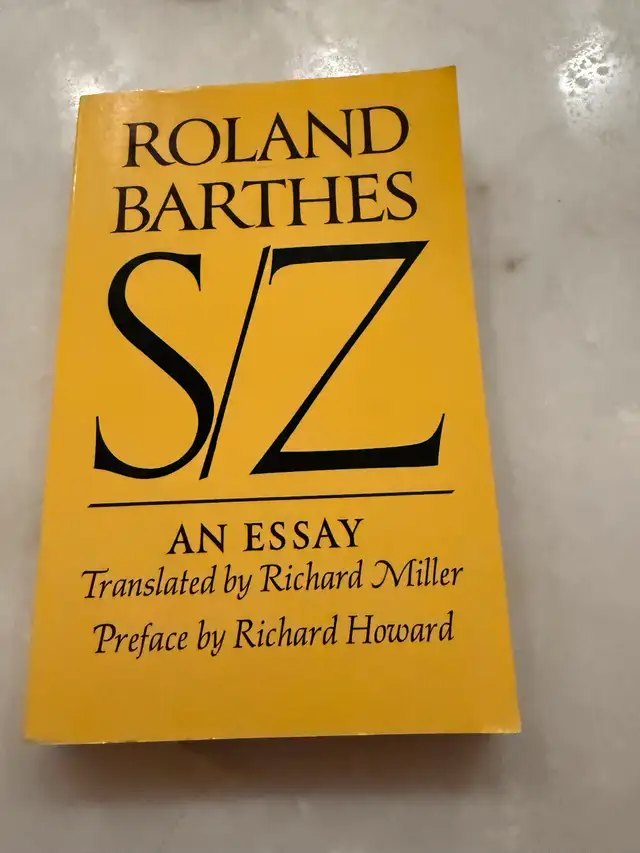 ROLAND
BARTHES
S/Z
AN ESSAY
Translated by Richard Miller
Preface by Richard Howard